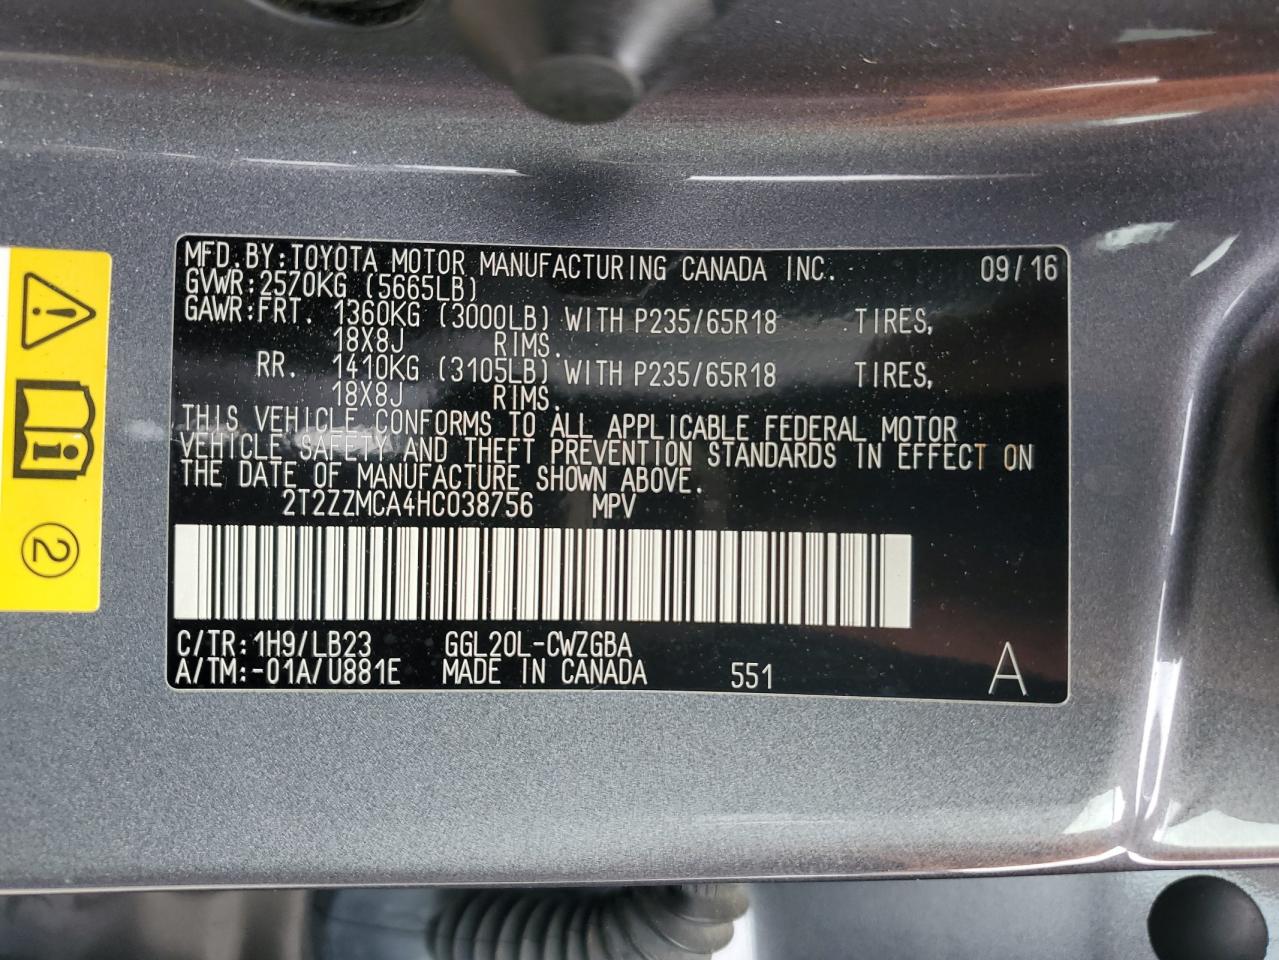 MFD.BY:TOYOTA MOTOR MANUFACTURING CANADA INC. 09/16
GVWR:2570KG (5665LB)
GAWR:FRT. 1360KG (3000LB) WITH P235/65R18 TIRES,
18X8J RIMS.
RR. 1410KG (3105LB) WITH P235/65R18 TIRES,
18X8J RIMS.
THIS VEHICLE CONFORMS TO ALL APPLICABLE FEDERAL MOTOR
VEHICLE SAFETY AND THEFT PREVENTION STANDARDS IN EFFECT ON
THE DATE OF MANUFACTURE SHOWN ABOVE.
2T2ZZMCA4HC038756 MPV
C/TR:1H9/LB23 GGL20L-CWZGBA
A/TM:-01A/U881E MADE IN CANADA 551 A
2